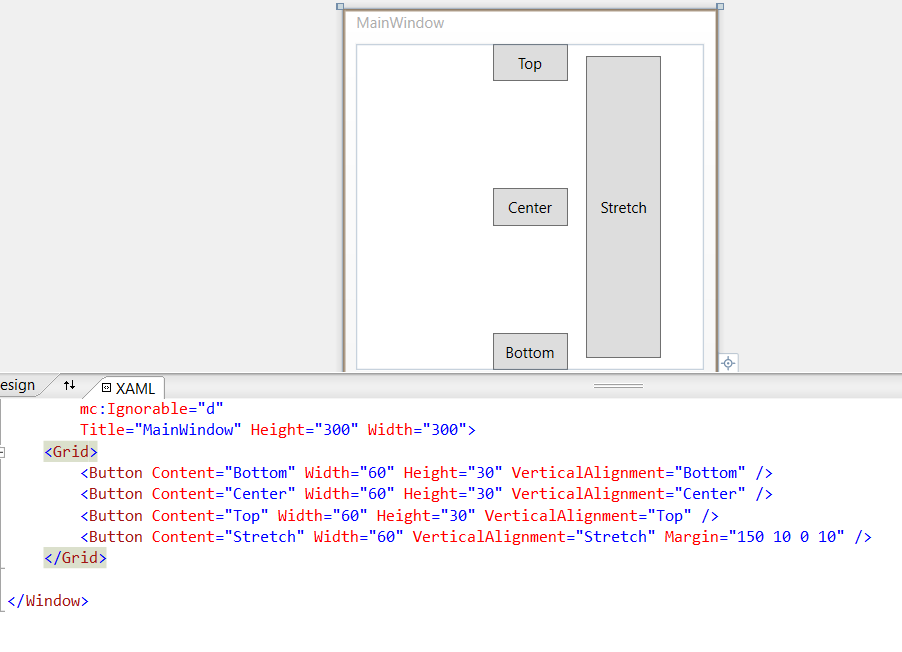 MainWindow
Top
Center
Stretch
Bottom
esign
XAML
mc:Ignorable="d"
Title="MainWindow" Height="300" Width="300">
<Grid>
<Button Content="Bottom" Width="60" Height="30" VerticalAlignment="Bottom" />
<Button Content="Center" Width="60" Height="30" VerticalAlignment="Center" />
<Button Content="Top" Width="60" Height="30" VerticalAlignment="Top" />
<Button Content="Stretch" Width="60" VerticalAlignment="Stretch" Margin="150 10 0 10" />
</Grid>
</Window>